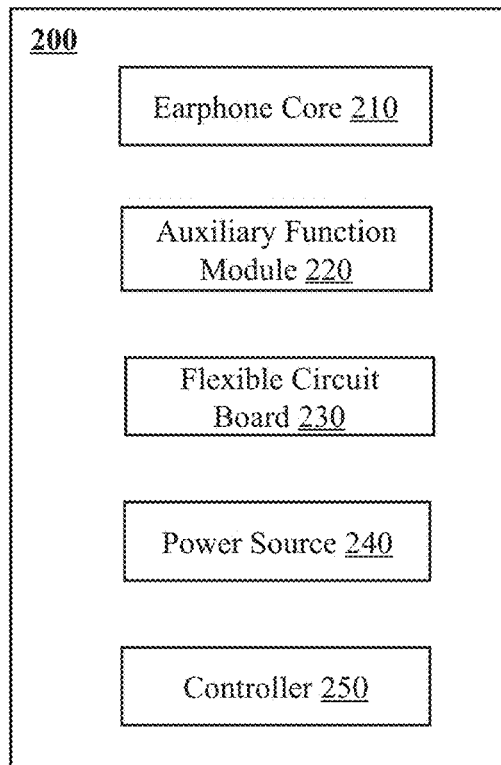 200
Earphone Core 210
Auxiliary Function
Module 220
Flexible Circuit
Board 230
Power Source 240
Controller 250